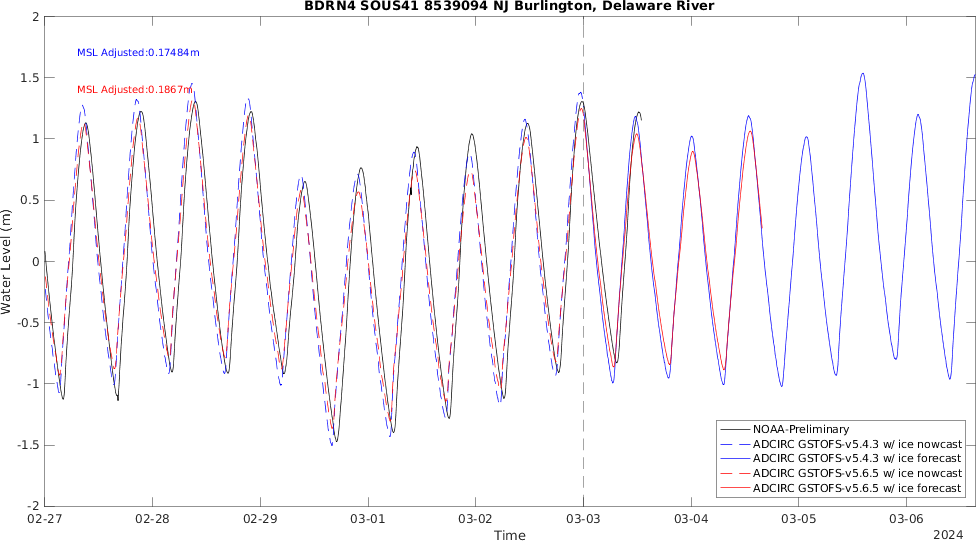 BDRN4 SOUS41 8539094 NJ Burlington, Delaware River
2
MSL Adjusted:0.17484m
1.5
MSL Adjusted:0.1867m
1
0.5
0
-0.5
-1
-1.5
-2
Water Level (m)
NOAA-Preliminary
ADCIRC GSTOFS-v5.4.3 w/ ice nowcast
ADCIRC GSTOFS-v5.4.3 w/ ice forecast
ADCIRC GSTOFS-v5.6.5 w/ ice nowcast
ADCIRC GSTOFS-v5.6.5 w/ ice forecast
02-27 02-28 02-29 03-01 03-02 03-03 03-04 03-05 03-06
Time
2024